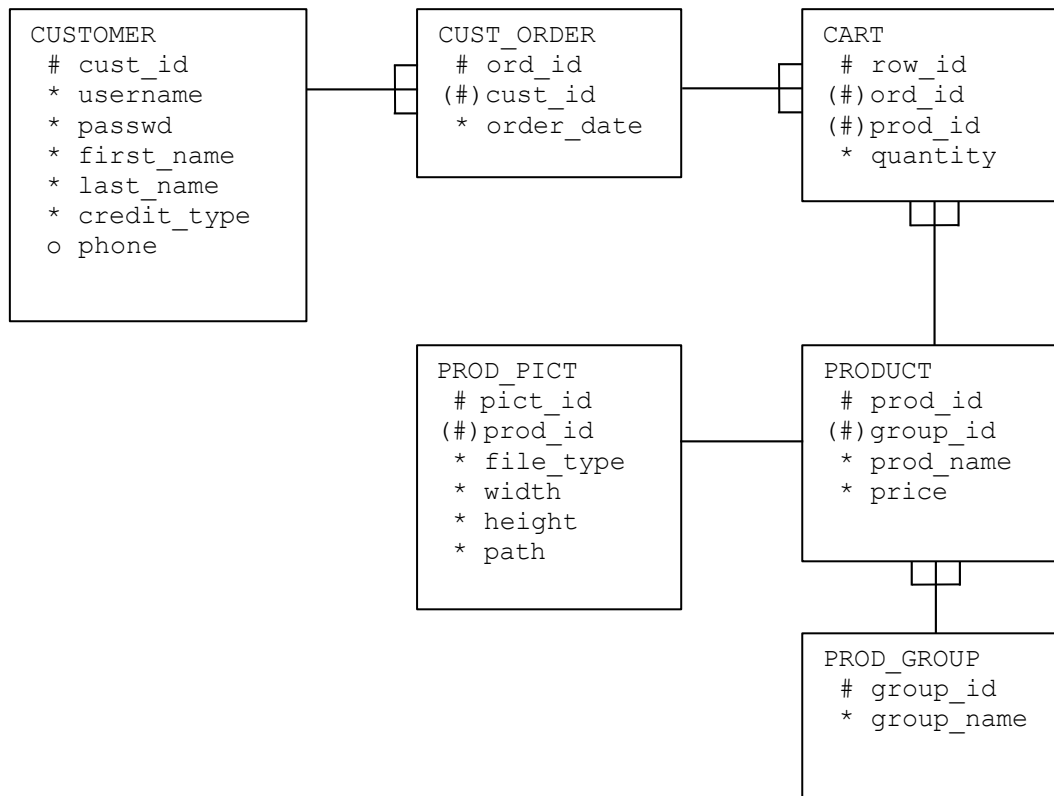 CUSTOMER
# cust_id
* username
* passwd
* first_name
* last_name
* credit_type
o phone
CUST_ORDER
# ord_id
(#)cust_id
* order_date
CART
# row_id
(#)ord_id
(#)prod_id
* quantity
PROD_PICT
# pict_id
(#)prod_id
* file_type
* width
* height
* path
PRODUCT
# prod_id
(#)group_id
* prod_name
* price
PROD_GROUP
# group_id
* group_name